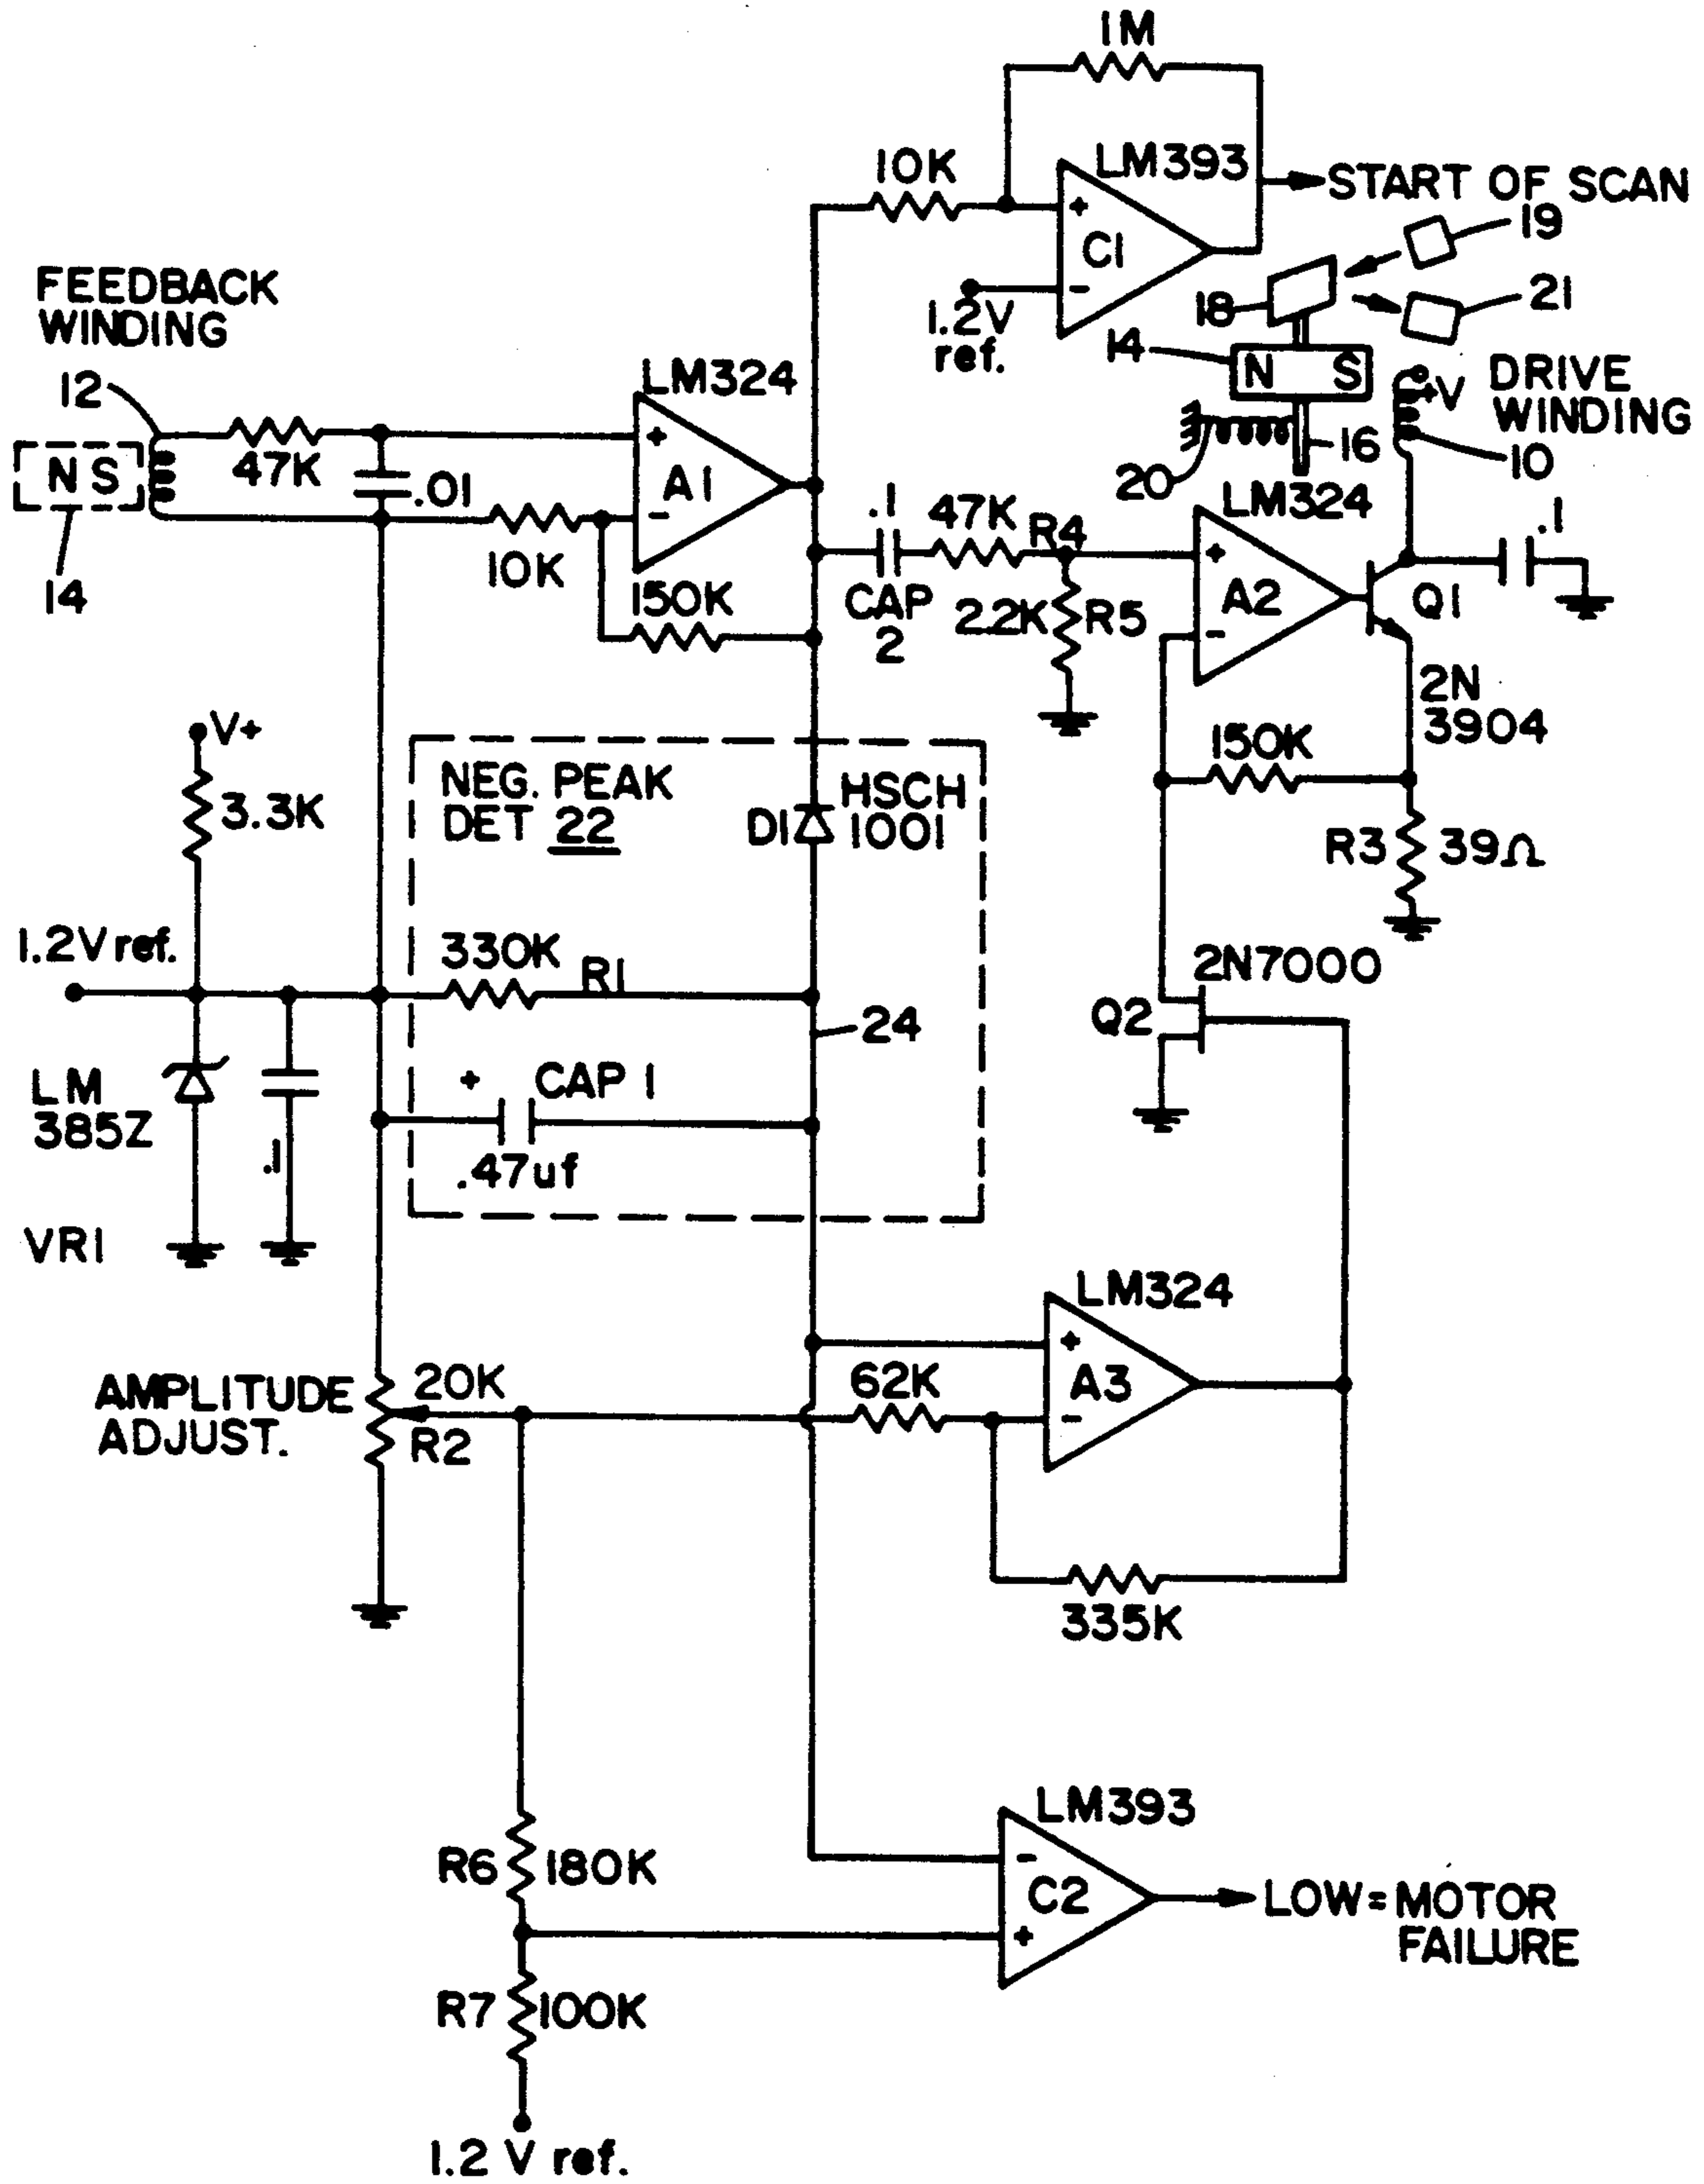 1M
10K
LM393
START OF SCAN
+
C1
-
1.2V
ref.
19
18
21
14
N S
+V
DRIVE
WINDING
10
16
20
FEEDBACK
WINDING
12
N S
14
47K
.01
10K
LM324
+
A1
-
150K
.1
CAP
2
47K
R4
22K
R5
LM324
+
A2
-
Q1
.1
2N
3904
150K
R3
39Ω
V+
3.3K
NEG. PEAK
DET 22
D1
HSCH
1001
1.2V ref.
330K
R1
24
2N7000
Q2
LM
385Z
.1
+
CAP 1
.47uf
VR1
AMPLITUDE
ADJUST.
20K
R2
62K
LM324
+
A3
-
335K
R6
180K
LM393
-
C2
+
LOW=MOTOR
FAILURE
R7
100K
1.2 V ref.